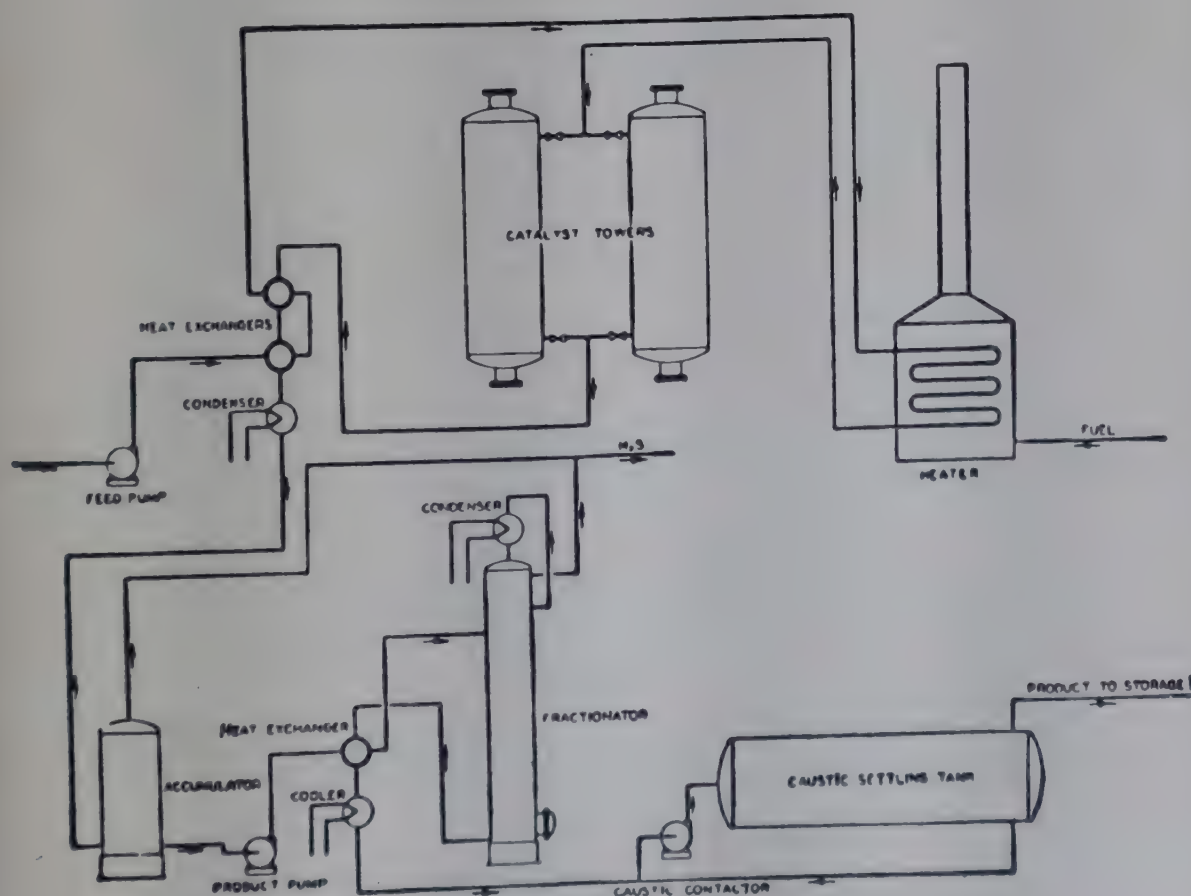 CATALYST TOWERS
HEAT EXCHANGERS
CONDENSER
FEED PUMP
H₂S
FUEL
HEATER
CONDENSER
FRACTIONATOR
HEAT EXCHANGER
ACCUMULATOR
COOLER
PRODUCT PUMP
CAUSTIC CONTACTOR
CAUSTIC SETTLING TANK
PRODUCT TO STORAGE